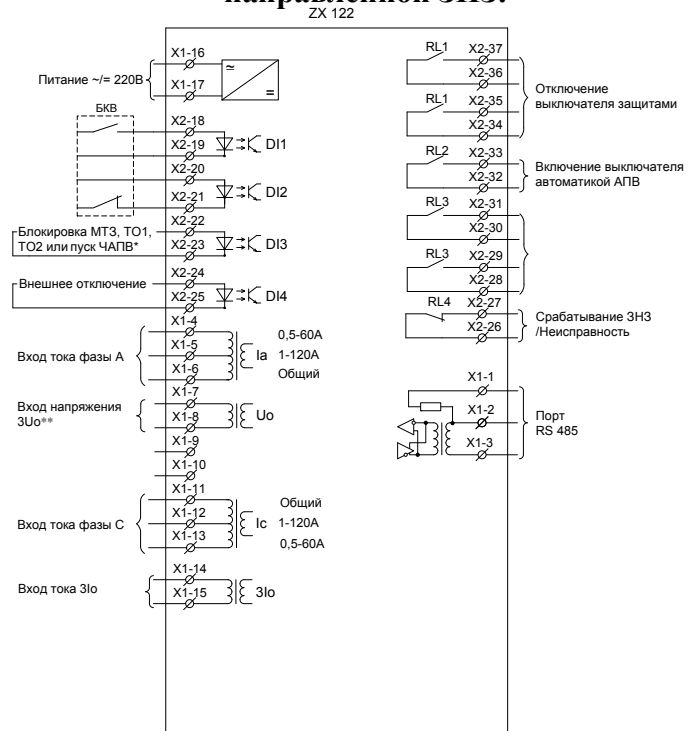 направленной ЗНЗ.
ZX 122
X1-16
Питание ~/= 220В
X1-17
~
=
БКВ
X2-18
X2-19
DI1
X2-20
X2-21
DI2
X2-22
Блокировка МТЗ, ТО1,
ТО2 или пуск ЧАПВ*
X2-23
DI3
X2-24
Внешнее отключение
X2-25
DI4
X1-4
0,5-60А
X1-5
Вход тока фазы А
Ia
1-120А
X1-6
Общий
X1-7
Вход напряжения
3Uo**
X1-8
Uo
X1-9
X1-10
X1-11
Общий
X1-12
Вход тока фазы С
Ic
1-120А
X1-13
0,5-60А
X1-14
Вход тока 3Io
X1-15
3Io
RL1
X2-37
X2-36
Отключение
выключателя защитами
RL1
X2-35
X2-34
RL2
X2-33
Включение выключателя
автоматикой АПВ
X2-32
RL3
X2-31
X2-30
RL3
X2-29
X2-28
RL4
X2-27
Срабатывание ЗНЗ
/Неисправность
X2-26
X1-1
X1-2
Порт
RS 485
X1-3